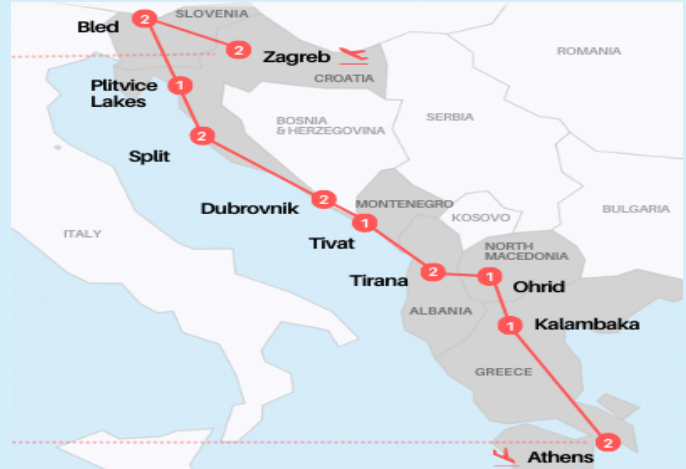 SLOVENIA
2
Bled
2
Zagreb
ROMANIA
CROATIA
Plitvice
Lakes
1
BOSNIA
& HERZEGOVINA
SERBIA
2
Split
2
Dubrovnik
MONTENEGRO
KOSOVO
BULGARIA
1
Tivat
ITALY
NORTH
MACEDONIA
2
Tirana
1
Ohrid
ALBANIA
1
Kalambaka
GREECE
2
Athens